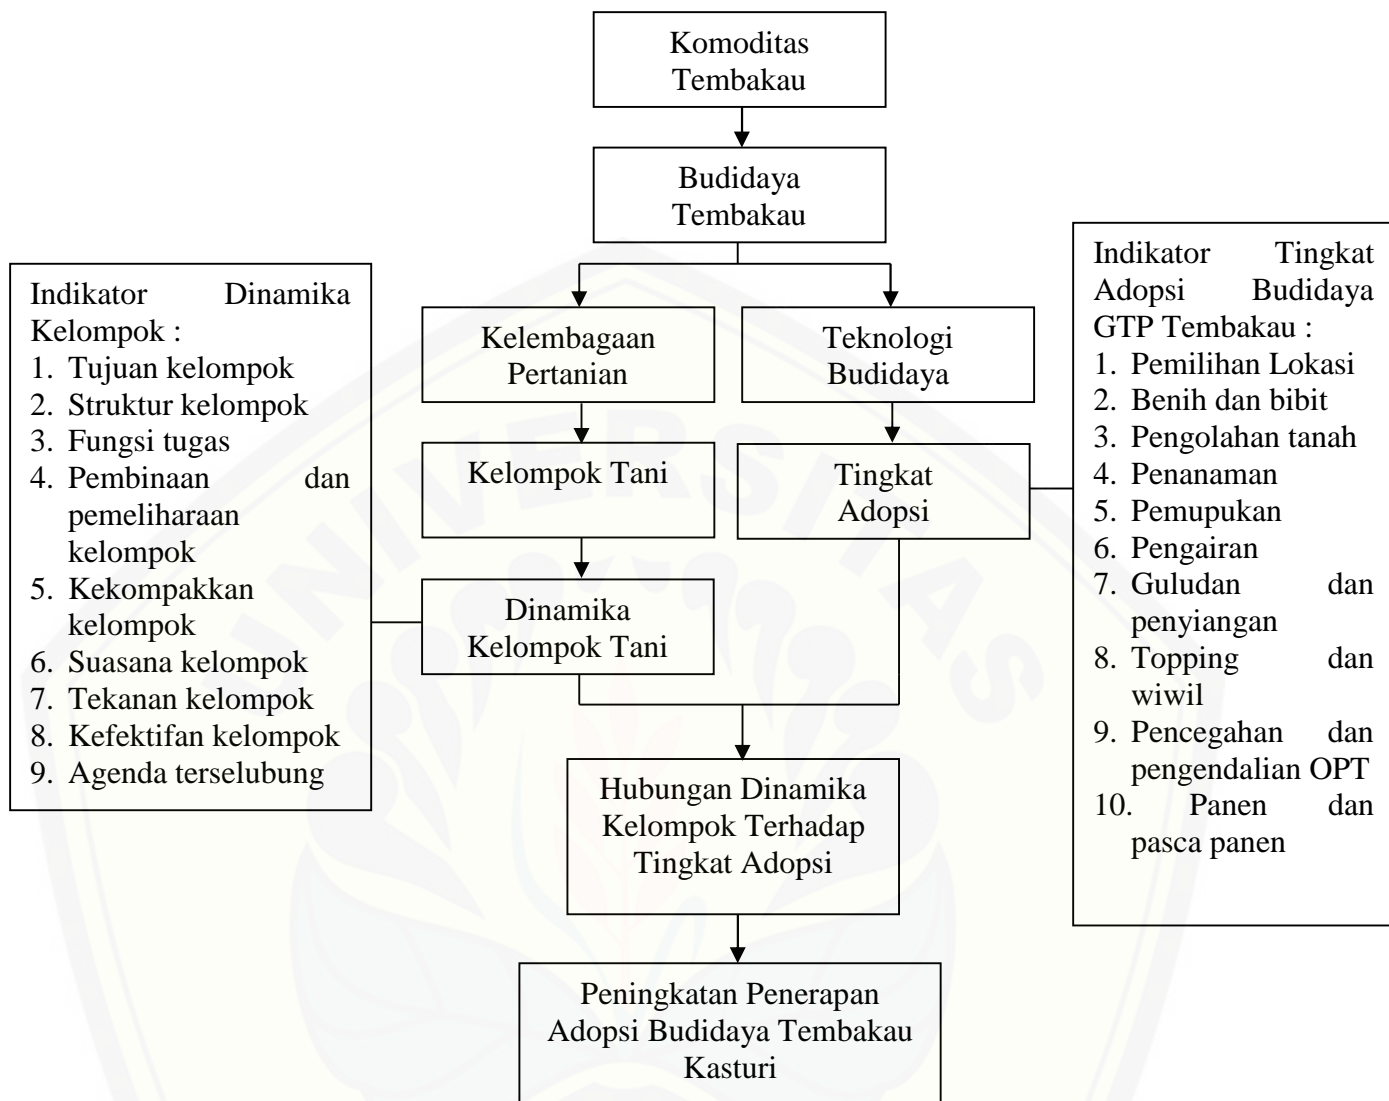 Komoditas
Tembakau
Budidaya
Tembakau
Kelembagaan
Pertanian
Teknologi
Budidaya
Kelompok Tani
Tingkat
Adopsi
Dinamika
Kelompok Tani
Indikator Dinamika
Kelompok :
1. Tujuan kelompok
2. Struktur kelompok
3. Fungsi tugas
4. Pembinaan dan
pemeliharaan
kelompok
5. Kekompakkan
kelompok
6. Suasana kelompok
7. Tekanan kelompok
8. Kefektifan kelompok
9. Agenda terselubung
Indikator Tingkat
Adopsi Budidaya
GTP Tembakau :
1. Pemilihan Lokasi
2. Benih dan bibit
3. Pengolahan tanah
4. Penanaman
5. Pemupukan
6. Pengairan
7. Guludan dan
penyiangan
8. Topping dan
wiwil
9. Pencegahan dan
pengendalian OPT
10. Panen dan
pasca panen
Hubungan Dinamika
Kelompok Terhadap
Tingkat Adopsi
Peningkatan Penerapan
Adopsi Budidaya Tembakau
Kasturi
UNIVERSITAS